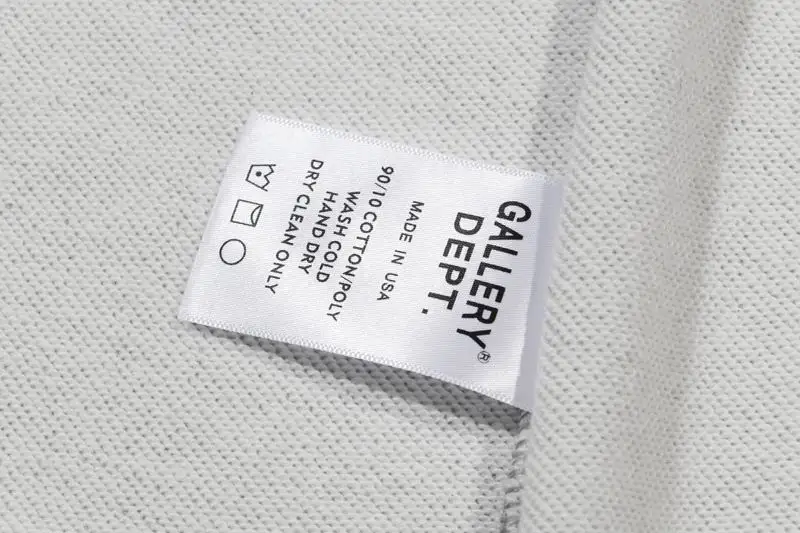 GALLERY
DEPT.®
MADE IN USA
90/10 COTTON/POLY
WASH COLD
HAND DRY
DRY CLEAN ONLY